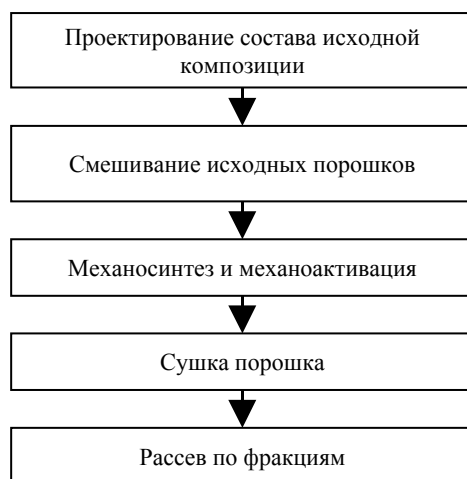 Проектирование состава исходной
композиции
Смешивание исходных порошков
Механосинтез и механоактивация
Сушка порошка
Рассев по фракциям